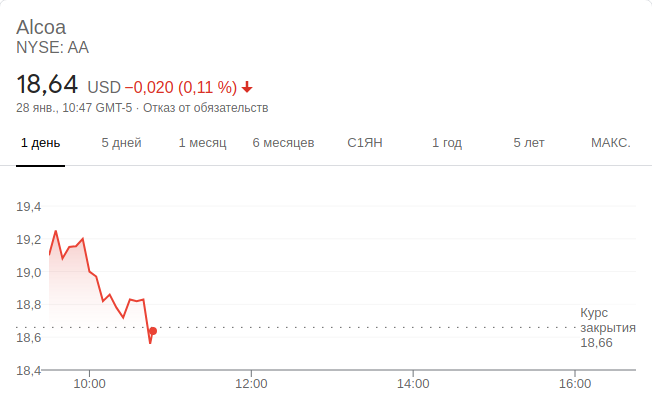 Alcoa
NYSE: AA
18,64 USD −0,020 (0,11 %)
28 янв., 10:47 GMT-5 · Отказ от обязательств
1 день 5 дней 1 месяц 6 месяцев С1ЯН 1 год 5 лет МАКС.
19,4
19,2
19,0
18,8
Курс
закрытия
18,66
18,6
18,4
10:00 12:00 14:00 16:00